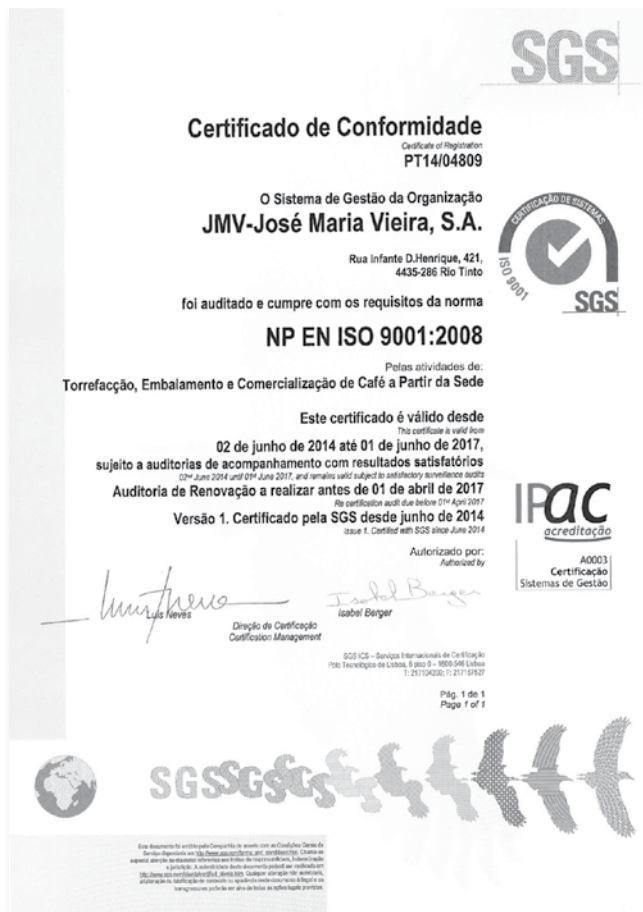 SGS
Certificado de Conformidade
Certificate of Registration
PT14/04809
O Sistema de Gestão da Organização
JMV-José Maria Vieira, S.A.
Rua Infante D.Henrique, 421,
4435-286 Rio Tinto
CERTIFICAÇÃO DE SISTEMAS
ISO 9001
SGS
foi auditado e cumpre com os requisitos da norma
NP EN ISO 9001:2008
Pelas atividades de:
Torrefacção, Embalamento e Comercialização de Café a Partir da Sede
Este certificado é válido desde
This certificate is valid from
02 de junho de 2014 até 01 de junho de 2017,
sujeito a auditorias de acompanhamento com resultados satisfatórios
02nd June 2014 until 01st June 2017, and remains valid subject to satisfactory surveillance audits
Auditoria de Renovação a realizar antes de 01 de abril de 2017
Re certification audit due before 01st April 2017
Versão 1. Certificado pela SGS desde junho de 2014
Issue 1. Certified with SGS since June 2014
IPAC
acreditação
A0003
Certificação
Sistemas de Gestão
Autorizado por:
Authorized by
Isabel Berger
Luís Neves
Isabel Berger
Direção de Certificação
Certification Management
SGS ICS – Serviços Internacionais de Certificação
Pólo Tecnológico de Lisboa, 6 piso 0 – 1600-546 Lisboa
T: 217104200; F: 217157527
Pág. 1 de 1
Page 1 of 1
SGS SGS SGS